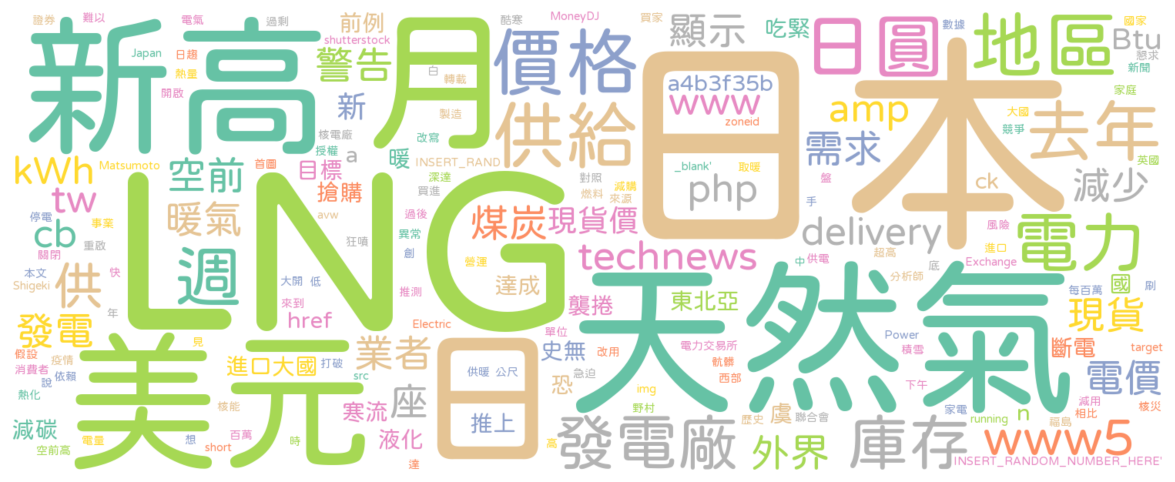 LNG
日本
天然氣
新高
月
美元
日
日圓
地區
價格
供給
去年
電力
週
發電廠
庫存
www5
電價
現貨
現貨價
煤炭
technews
delivery
php
www
a4b3f35b
_blank'
zoneid
取暖
amp
需求
減少
ck
顯示
吃緊
Btu
前例
警告
新
暖
目標
a
搶購
空前
暖氣
kWh
tw
cb
供
發電
進口大國
業者
href
達成
襲捲
東北亞
史無
恐
座
推上
供暖
公尺
寒流
液化
減碳
外界
虞
n
國
斷電
INSERT_RANDOM_NUMBER_HERE'
INSERT_RAND
證券
難以
電氣
過剩
shutterstock
MoneyDJ
酷寒
買家
數據
國家
懇求
新聞
Japan
日趨
熱量
開啟
白
轉載
製造
改寫
核電廠
授權
首圖
深達
買進
Matsumoto
停電
事業
關閉
重啟
avw
過後
異常
狂噴
對照
燃料
減購
來源
盤
手
家庭
大國
競爭
英國
風險
進口
超高
分析師
底
中
供電
Exchange
每百萬
刷
本文
快
Shigeki
年
大開
低
來到
創
推測
營運
Electric
單位
改用
電力交易所
Power
積雪
骯髒
西部
下午
target
假設
疫情
消費者
說
依賴
見
打破
src
急迫
img
野村
歷史
聯合會
家電
running
減用
相比
核災
福島
熱化
核能
電量
想
空前高
short
百萬
時
達
高